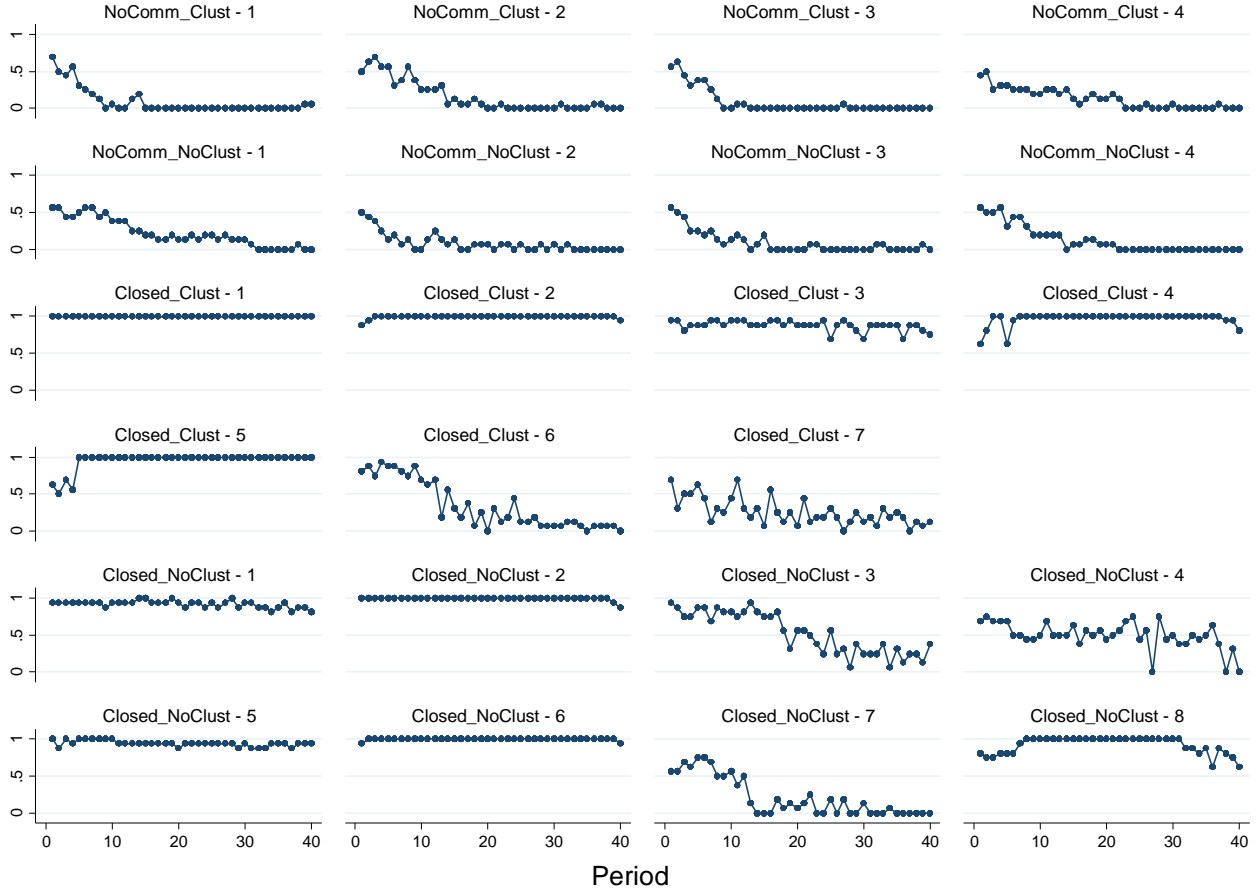 NoComm_Clust - 1 NoComm_Clust - 2 NoComm_Clust - 3 NoComm_Clust - 4
1
.5
0
NoComm_NoClust - 1 NoComm_NoClust - 2 NoComm_NoClust - 3 NoComm_NoClust - 4
1
.5
0
Closed_Clust - 1 Closed_Clust - 2 Closed_Clust - 3 Closed_Clust - 4
1
.5
0
Closed_Clust - 5 Closed_Clust - 6 Closed_Clust - 7
1
.5
0
Closed_NoClust - 1 Closed_NoClust - 2 Closed_NoClust - 3 Closed_NoClust - 4
1
.5
0
Closed_NoClust - 5 Closed_NoClust - 6 Closed_NoClust - 7 Closed_NoClust - 8
1
.5
0
0 10 20 30 40 0 10 20 30 40 0 10 20 30 40 0 10 20 30 40
Period